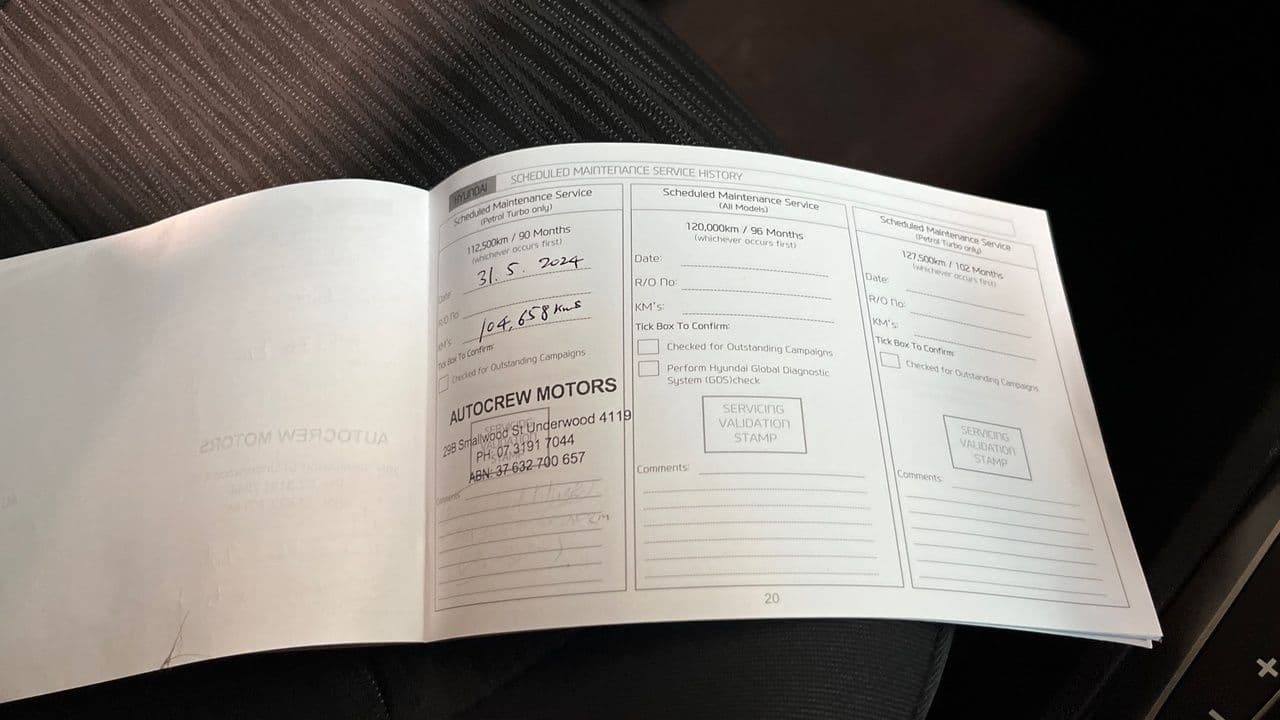 HYUNDAI SCHEDULED MAINTENANCE SERVICE HISTORY
Scheduled Maintenance Service
(Petrol Turbo only)
112,500km / 90 Months
(whichever occurs first)
Date: 31.5.2024
R/O No
KM's: 104,658 Kms
Tick Box To Confirm:
Checked for Outstanding Campaigns
AUTOCREW MOTORS
SERVICING
VALIDATION
STAMP
29B Smallwood St Underwood 4119
PH: 07 3191 7044
ABN: 37 632 700 657
Comments:
Scheduled Maintenance Service
(All Models)
120,000km / 96 Months
(whichever occurs first)
Date:
R/O No:
KM's:
Tick Box To Confirm:
Checked for Outstanding Campaigns
Perform Hyundai Global Diagnostic
System (GDS)check
SERVICING
VALIDATION
STAMP
Comments:
Scheduled Maintenance Service
(Petrol Turbo only)
127,500km / 102 Months
(whichever occurs first)
Date:
R/O No:
KM's:
Tick Box To Confirm:
Checked for Outstanding Campaigns
SERVICING
VALIDATION
STAMP
Comments:
20
AUTOCREW MOTORS